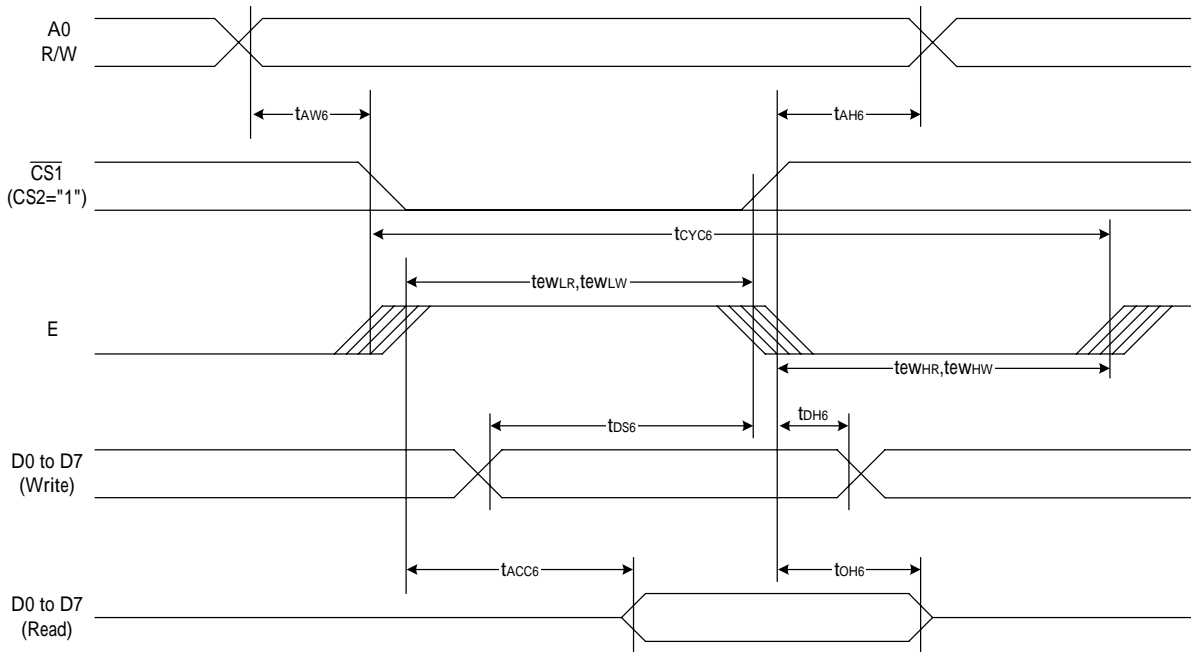 A0
R/W
tAW6
tAH6
CS1
(CS2="1")
tCYC6
tewLR,tewLW
E
tewHR,tewHW
tDS6
tDH6
D0 to D7
(Write)
tACC6
tOH6
D0 to D7
(Read)